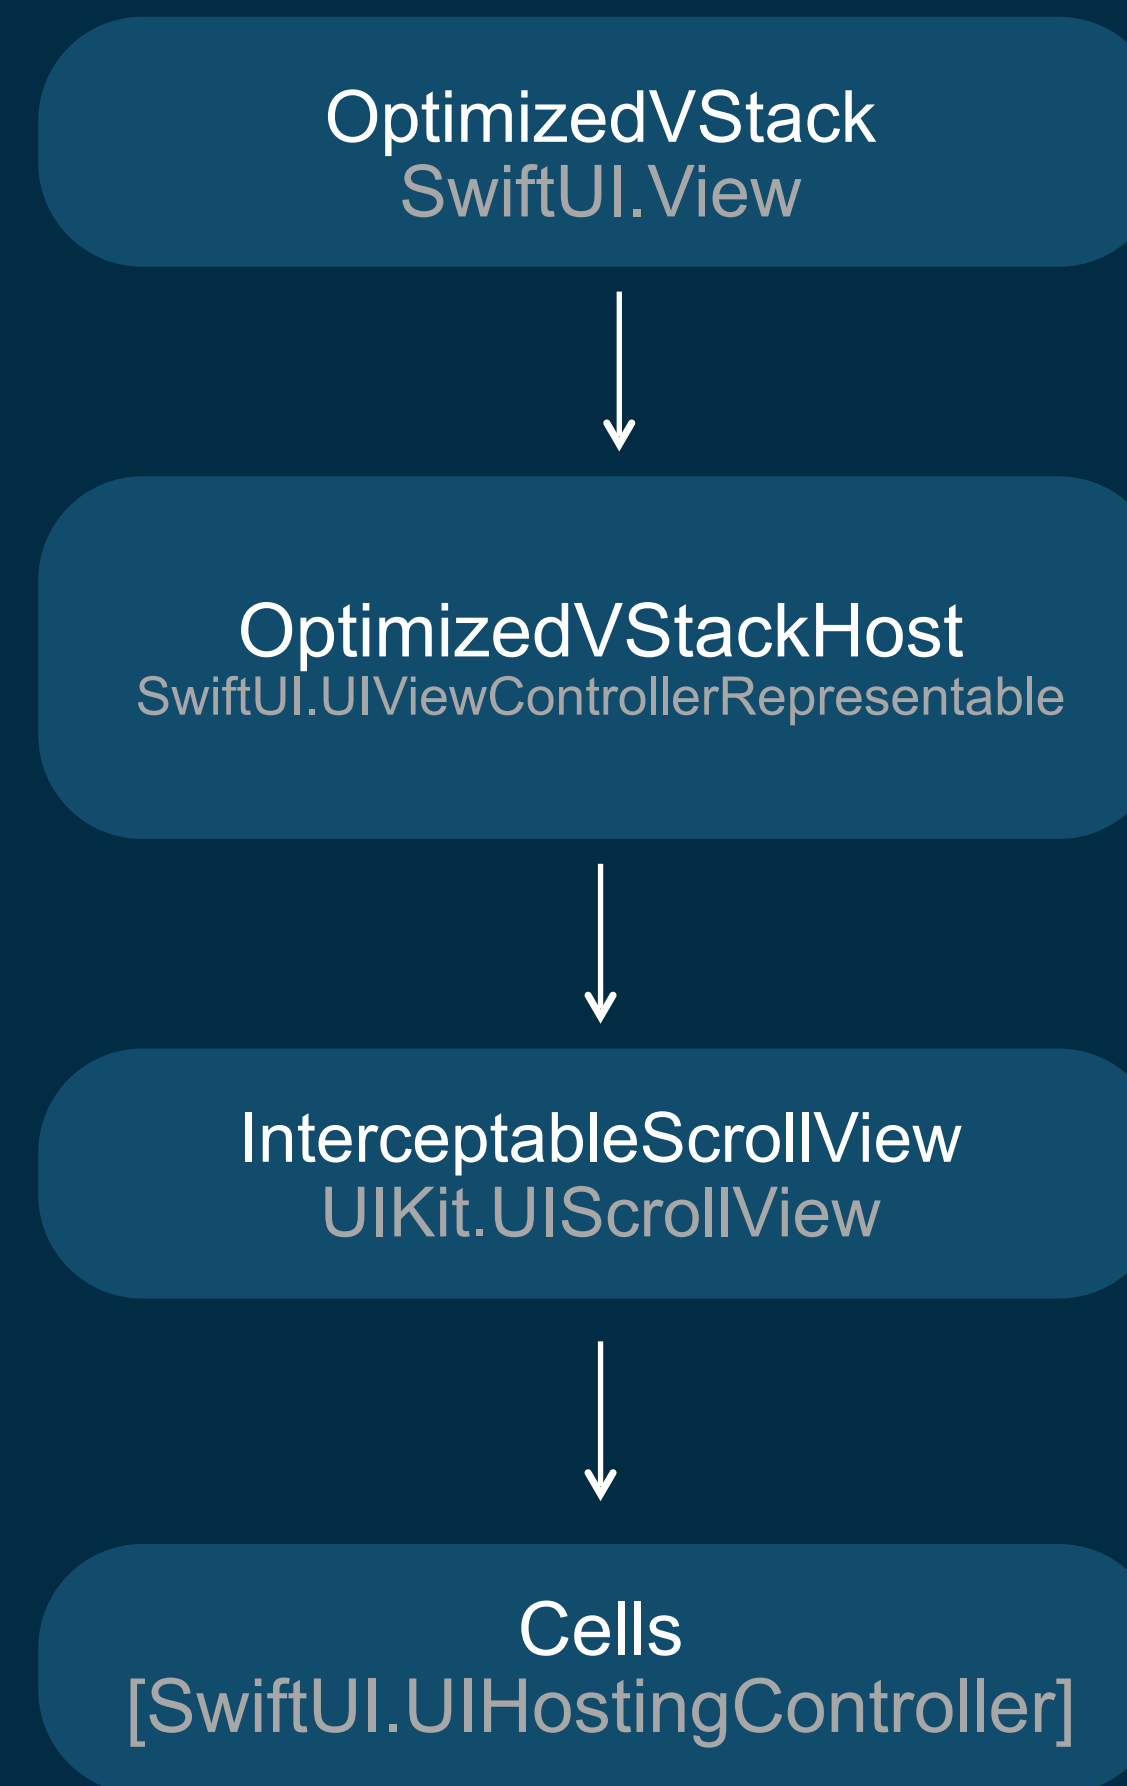 OptimizedVStack
SwiftUI.View
OptimizedVStackHost
SwiftUI.UIViewControllerRepresentable
InterceptableScrollView
UIKit.UIScrollView
Cells
[SwiftUI.UIHostingController]